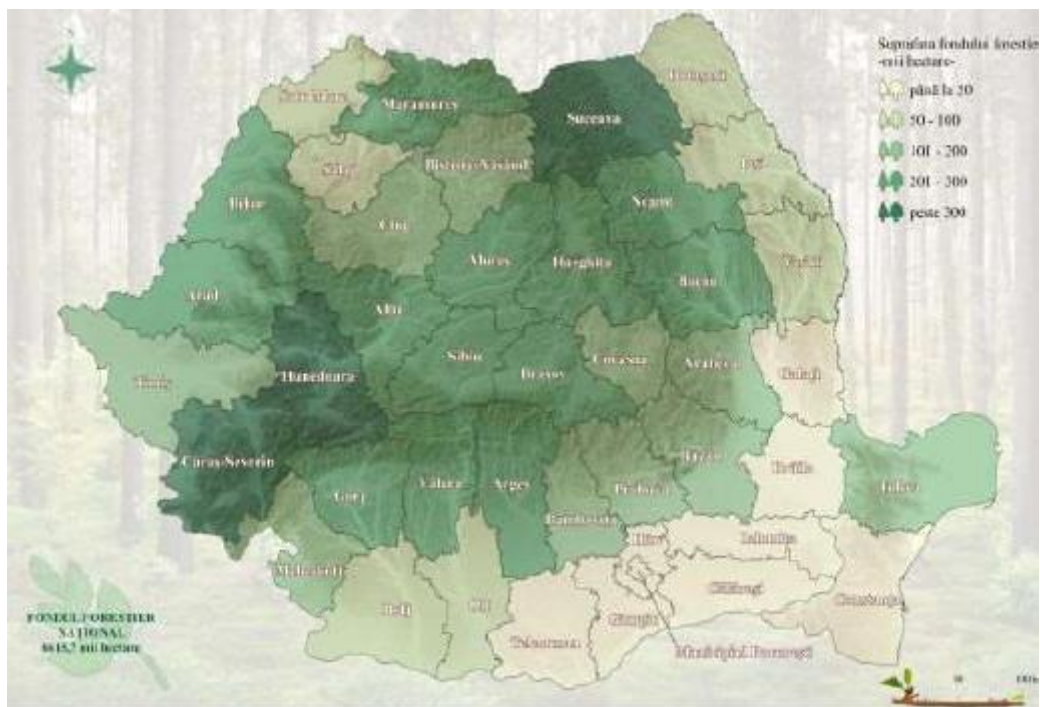 N
Suprafața fondului forestier
-mii hectare-
până la 50
50 - 100
101 - 200
201 - 300
peste 300
Botoșani
Satu Mare
Maramureș
Suceava
Iași
Sălaj
Bistrița-Năsăud
Bihor
Cluj
Neamț
Mureș
Harghita
Bacău
Vaslui
Arad
Alba
Sibiu
Brașov
Covasna
Vrancea
Galați
Timiș
Hunedoara
Caraș-Severin
Gorj
Vâlcea
Argeș
Prahova
Buzău
Brăila
Tulcea
Dâmbovița
Ilfov
Ialomița
Mehedinți
Dolj
Olt
Călărași
Constanța
Giurgiu
Teleorman
Municipiul București
FONDUL FORESTIER
NAȚIONAL